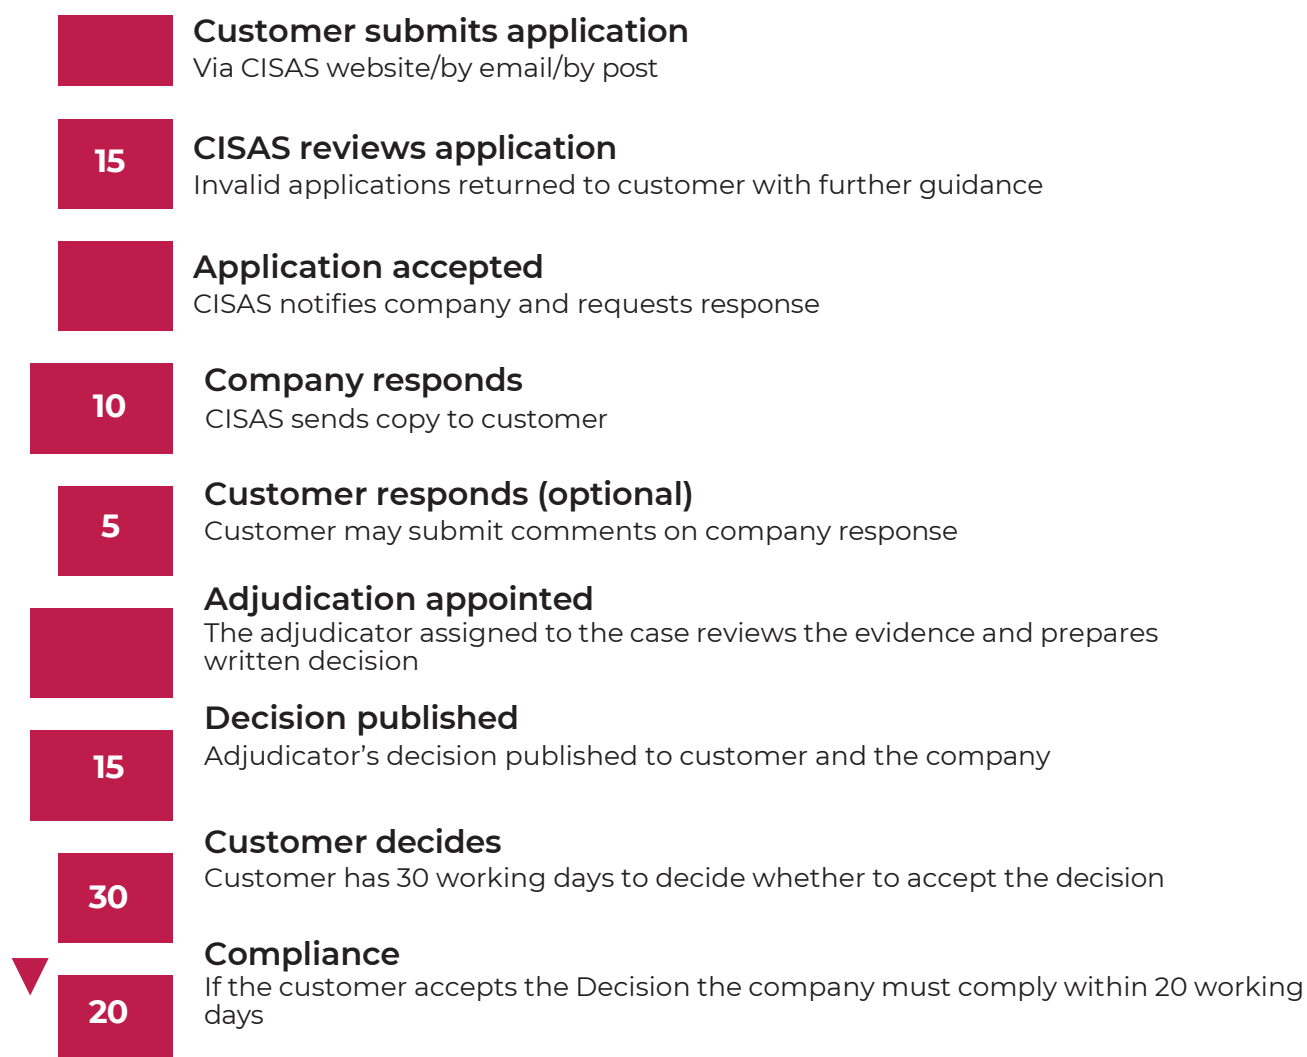 Customer submits application
Via CISAS website/by email/by post
15
CISAS reviews application
Invalid applications returned to customer with further guidance
Application accepted
CISAS notifies company and requests response
10
Company responds
CISAS sends copy to customer
5
Customer responds (optional)
Customer may submit comments on company response
Adjudication appointed
The adjudicator assigned to the case reviews the evidence and prepares
written decision
15
Decision published
Adjudicator’s decision published to customer and the company
30
Customer decides
Customer has 30 working days to decide whether to accept the decision
20
Compliance
If the customer accepts the Decision the company must comply within 20 working
days